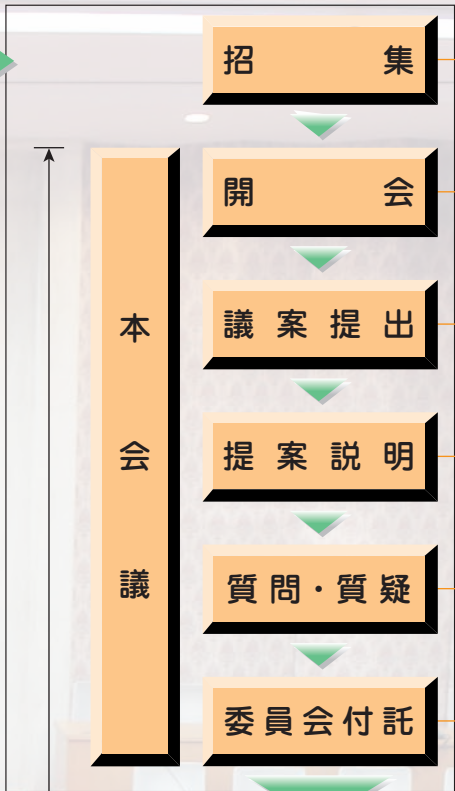 招集
開会
本会議
議案提出
提案説明
質問・質疑
委員会付託